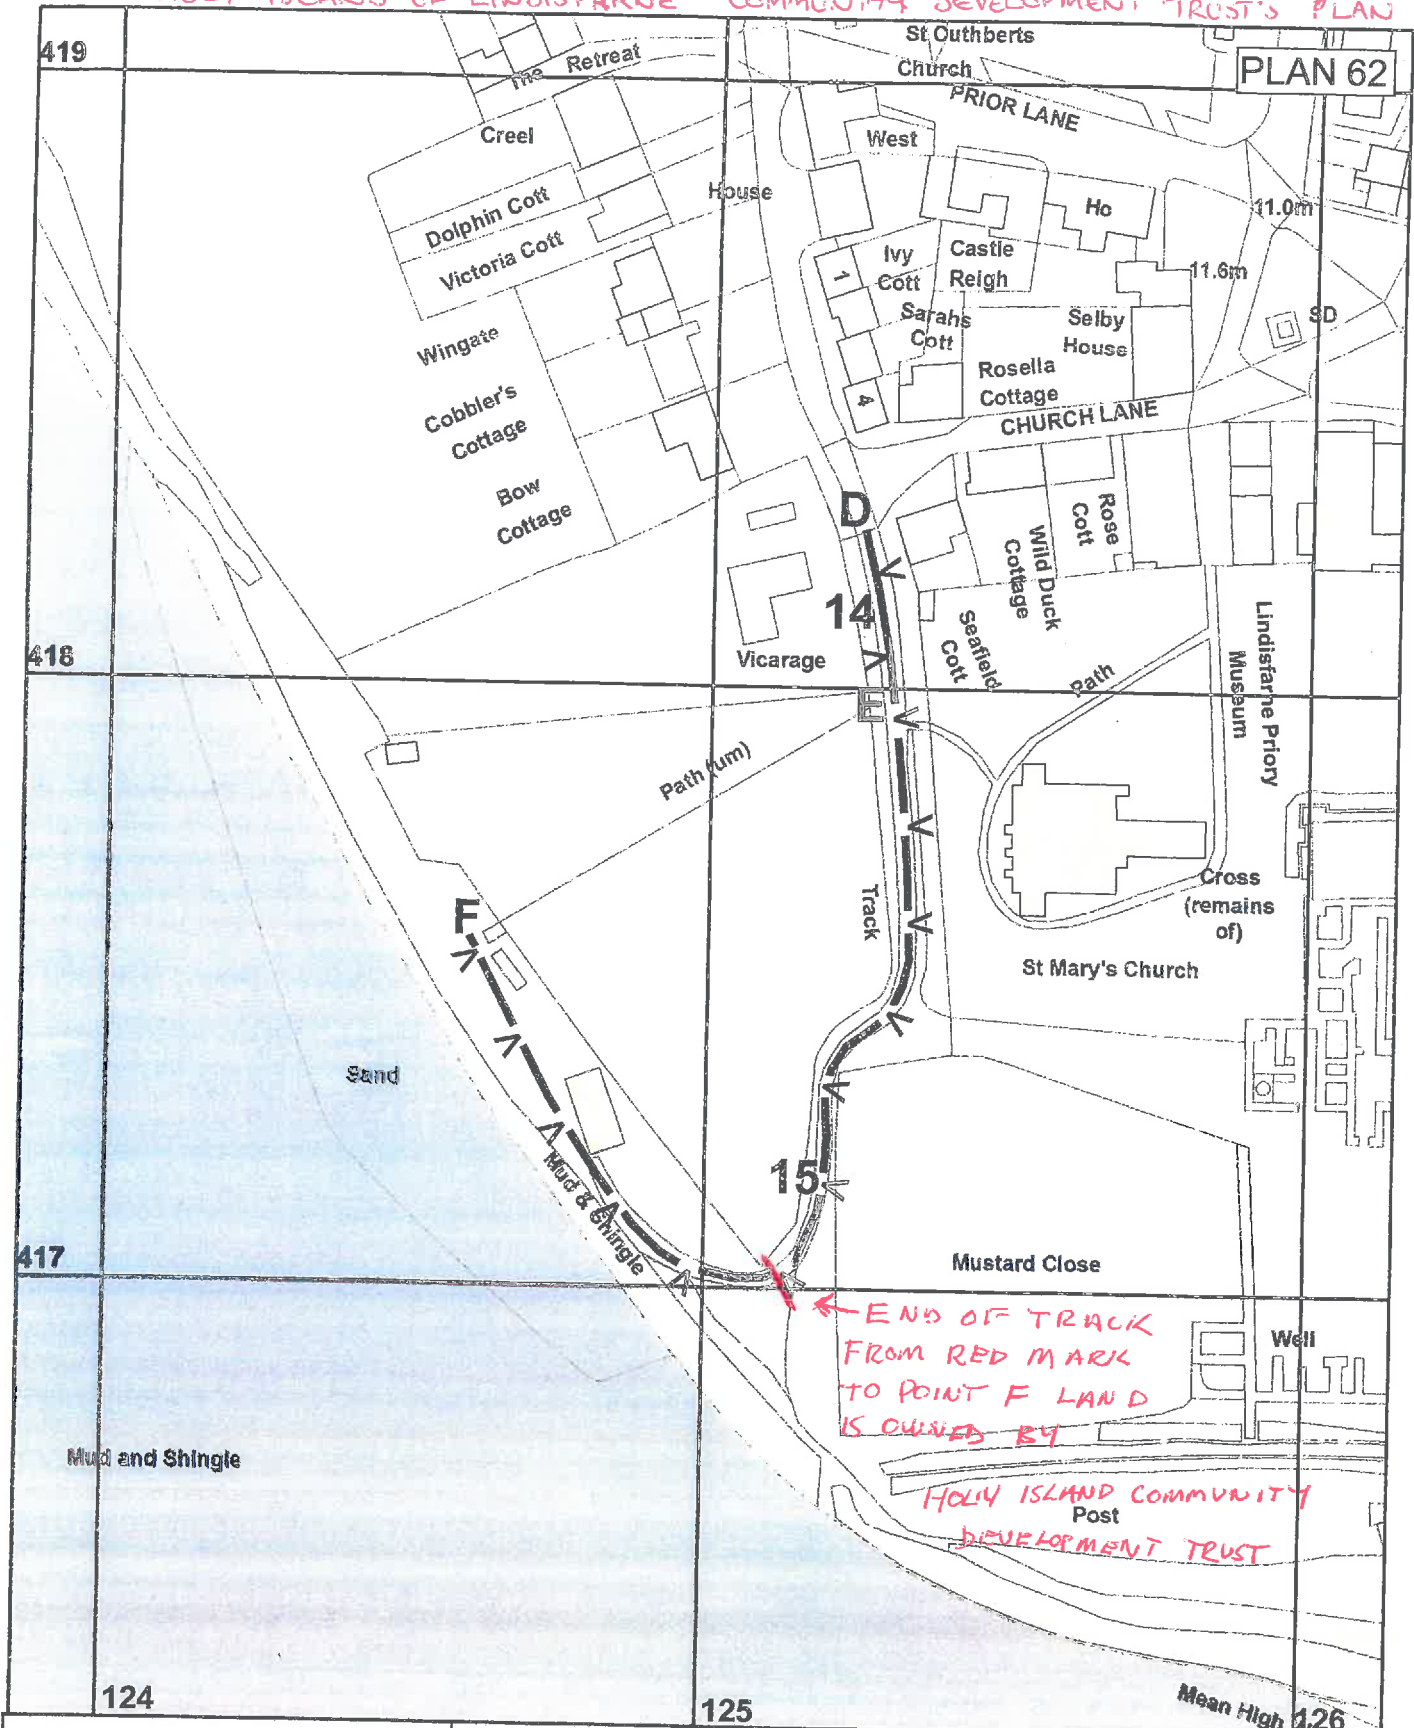 HOLY ISLAND OF LINDISFARNE COMMUNITY DEVELOPMENT TRUST'S PLAN
419
PLAN 62
The Retreat
St Cuthberts
Church
PRIOR LANE
Creel
West
House
Ho
11.0m
Dolphin Cott
Victoria Cott
1
Ivy
Cott
Castle
Reigh
11.6m
Wingate
Sarahs
Cott
Selby
House
SD
Rosella
Cottage
4
Cobbler's
Cottage
CHURCH LANE
Bow
Cottage
D
Rose
Cott
Wild Duck
Cottage
14
Seafield
Cott
Lindisfarne Priory
Museum
418
Vicarage
Path
E
Path (um)
Track
Cross
(remains
of)
F
St Mary's Church
Sand
15
Mud & Shingle
417
Mustard Close
END OF TRACK
FROM RED MARK
TO POINT F LAND
IS OWNED BY
HOLY ISLAND COMMUNITY
DEVELOPMENT TRUST
Well
Mud and Shingle
Post
124
125
Mean High
126